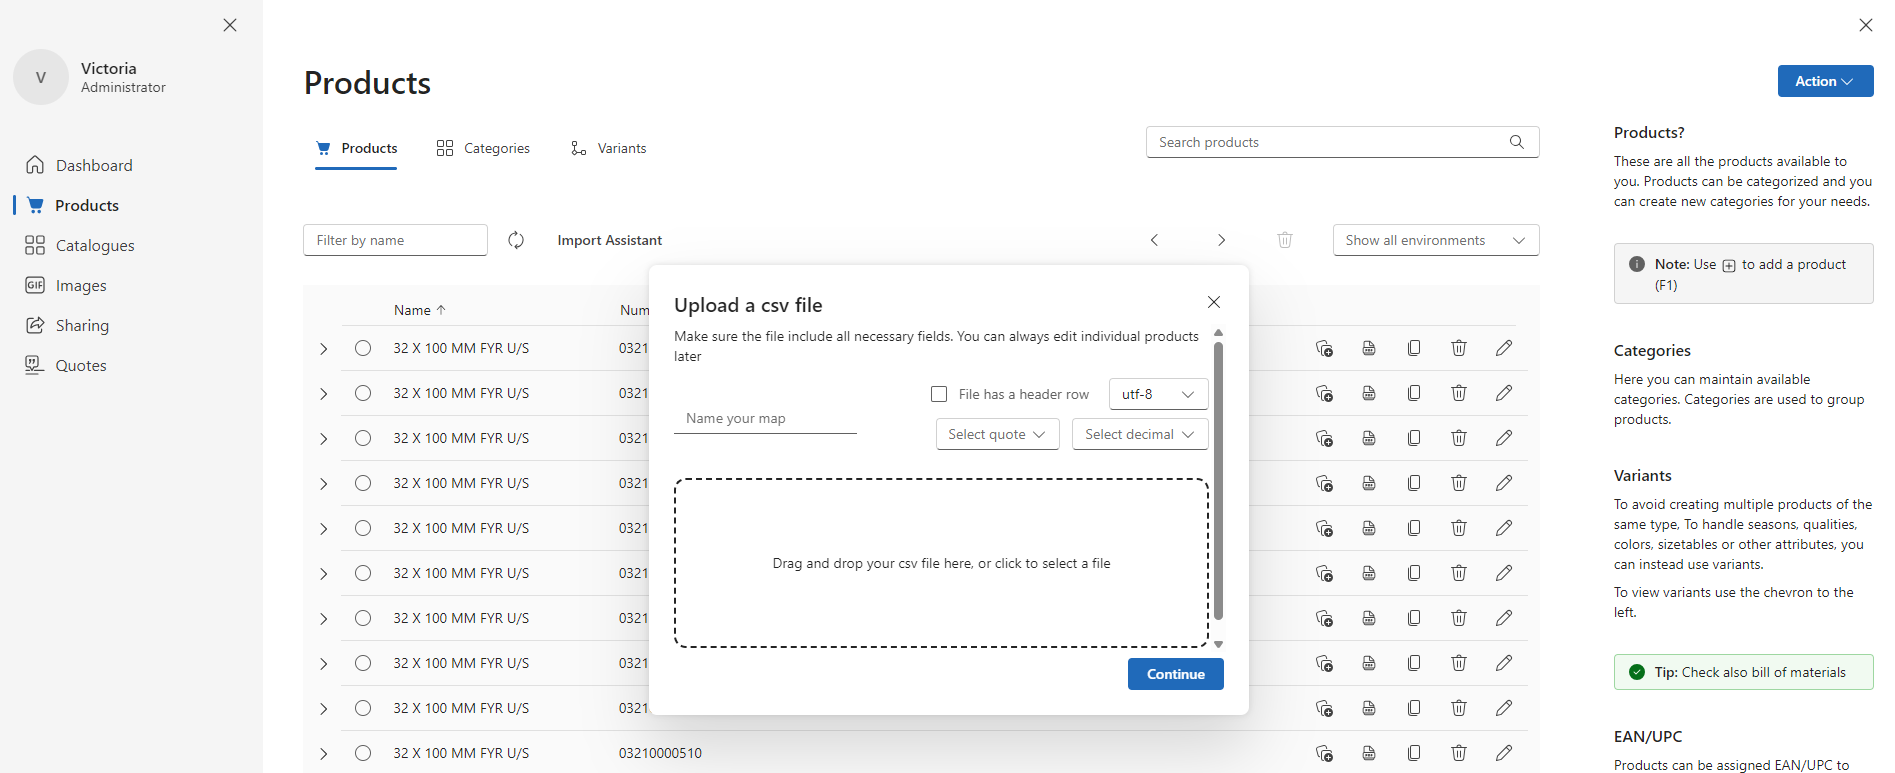 V
Victoria
Administrator
Dashboard
Products
Catalogues
Images
GIF
Sharing
Quotes
Products
Action
Products
Categories
Variants
Search products
Filter by name
Import Assistant
Show all environments
Name
Num
32 X 100 MM FYR U/S 0321
32 X 100 MM FYR U/S 0321
32 X 100 MM FYR U/S 0321
32 X 100 MM FYR U/S 0321
32 X 100 MM FYR U/S 0321
32 X 100 MM FYR U/S 0321
32 X 100 MM FYR U/S 0321
32 X 100 MM FYR U/S 0321
32 X 100 MM FYR U/S 0321
32 X 100 MM FYR U/S 03210000510
Upload a csv file
Make sure the file include all necessary fields. You can always edit individual products
later
File has a header row
utf-8
Name your map
Select quote
Select decimal
Drag and drop your csv file here, or click to select a file
Continue
Products?
These are all the products available to
you. Products can be categorized and you
can create new categories for your needs.
Note: Use to add a product
(F1)
Categories
Here you can maintain available
categories. Categories are used to group
products.
Variants
To avoid creating multiple products of the
same type, To handle seasons, qualities,
colors, sizetables or other attributes, you
can instead use variants.
To view variants use the chevron to the
left.
Tip: Check also bill of materials
EAN/UPC
Products can be assigned EAN/UPC to